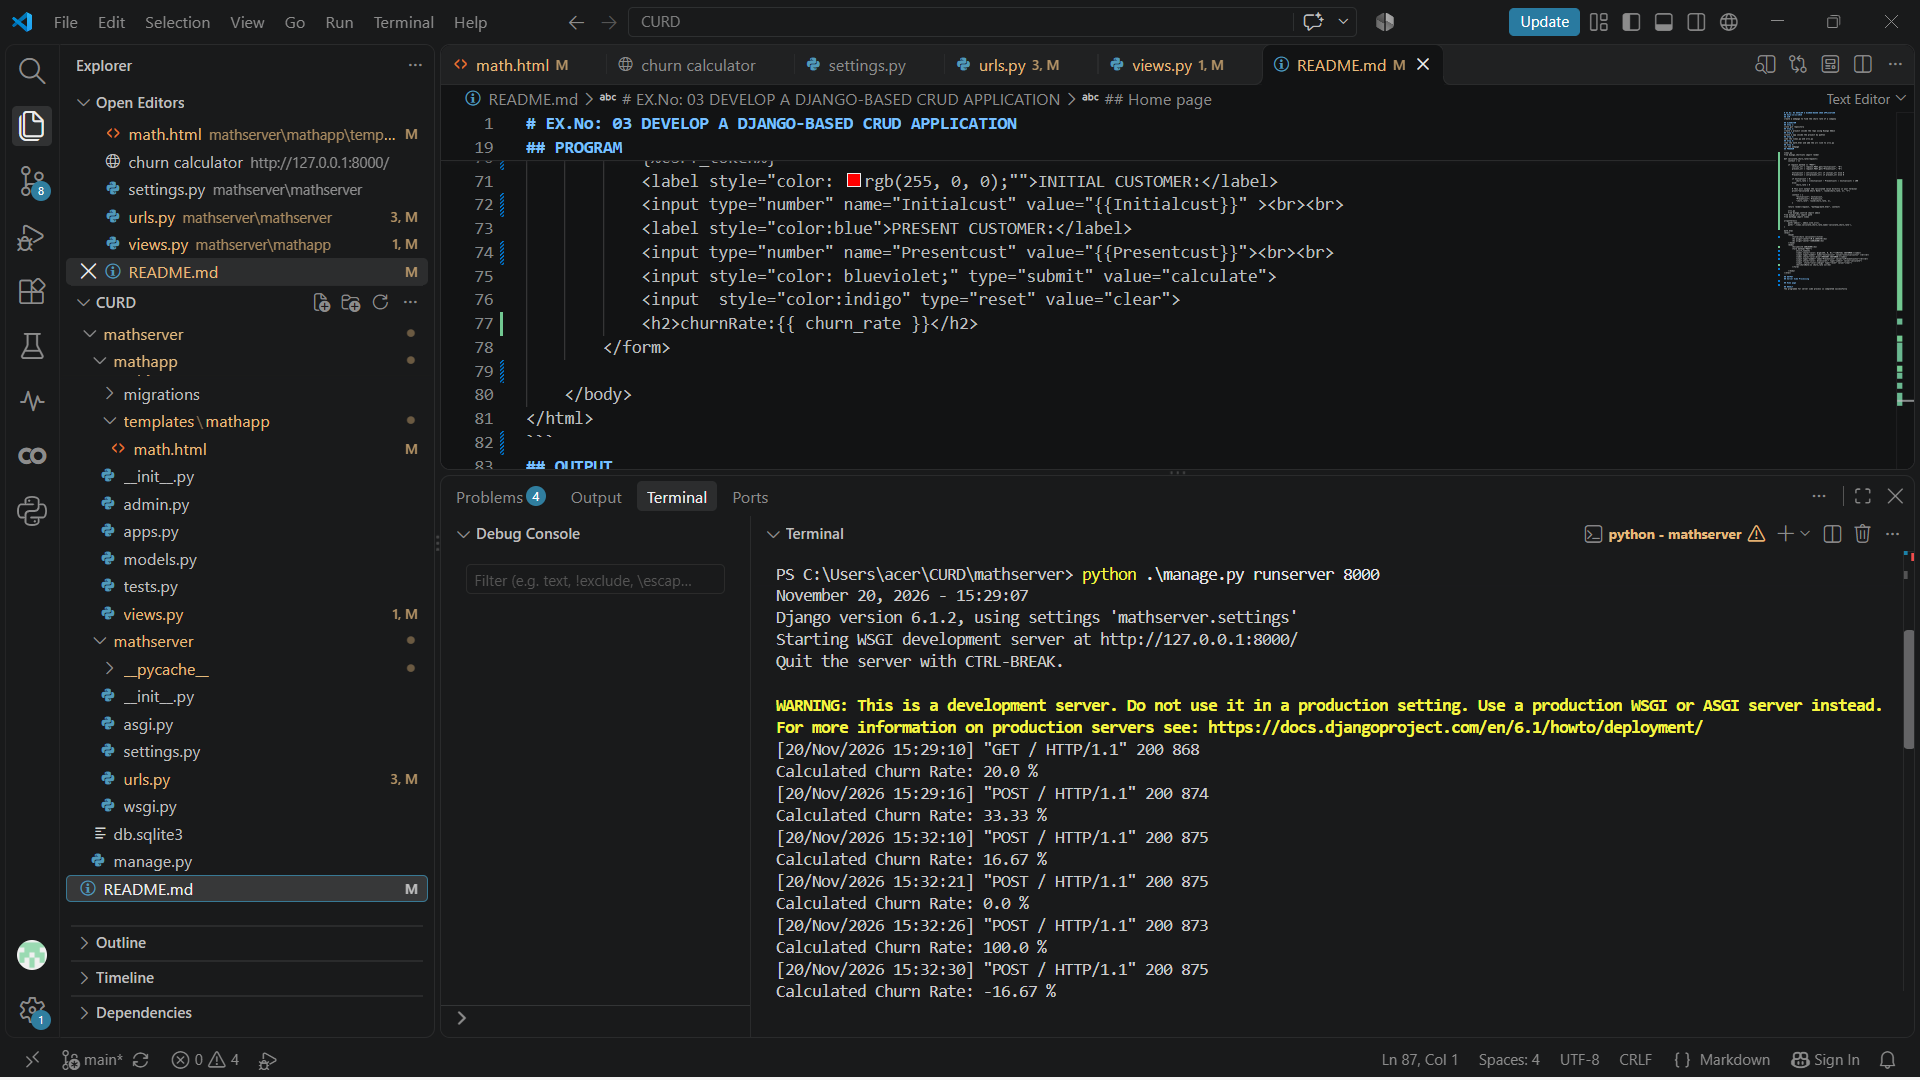 File Edit Selection View Go Run Terminal Help
CURD
Update
Explorer
Open Editors
math.html mathserver\mathapp\temp... M
churn calculator http://127.0.0.1:8000/
settings.py mathserver\mathserver
urls.py mathserver\mathserver 3, M
views.py mathserver\mathapp 1, M
README.md M
CURD
mathserver
mathapp
migrations
templates\mathapp
math.html M
__init__.py
admin.py
apps.py
models.py
tests.py
views.py 1, M
mathserver
__pycache__
__init__.py
asgi.py
settings.py
urls.py 3, M
wsgi.py
db.sqlite3
manage.py
README.md M
Outline
Timeline
Dependencies
8
1
math.html M churn calculator settings.py urls.py 3, M views.py 1, M README.md M
README.md > # EX.No: 03 DEVELOP A DJANGO-BASED CRUD APPLICATION > ## Home page
Text Editor
1 # EX.No: 03 DEVELOP A DJANGO-BASED CRUD APPLICATION
19 ## PROGRAM
71 <label style="color: rgb(255, 0, 0);"">INITIAL CUSTOMER:</label>
72 <input type="number" name="Initialcust" value="{{Initialcust}}" ><br><br>
73 <label style="color:blue">PRESENT CUSTOMER:</label>
74 <input type="number" name="Presentcust" value="{{Presentcust}}"><br><br>
75 <input style="color: blueviolet;" type="submit" value="calculate">
76 <input  style="color:indigo" type="reset" value="clear">
77 <h2>churnRate:{{ churn_rate }}</h2>
78 </form>
79
80 </body>
81 </html>
82 ```
83 ## OUTPUT
Problems 4 Output Terminal Ports
Debug Console
Filter (e.g. text, !exclude, \escap...
Terminal
python - mathserver
PS C:\Users\acer\CURD\mathserver> python .\manage.py runserver 8000
November 20, 2026 - 15:29:07
Django version 6.1.2, using settings 'mathserver.settings'
Starting WSGI development server at http://127.0.0.1:8000/
Quit the server with CTRL-BREAK.
WARNING: This is a development server. Do not use it in a production setting. Use a production WSGI or ASGI server instead.
For more information on production servers see: https://docs.djangoproject.com/en/6.1/howto/deployment/
[20/Nov/2026 15:29:10] "GET / HTTP/1.1" 200 868
Calculated Churn Rate: 20.0 %
[20/Nov/2026 15:29:16] "POST / HTTP/1.1" 200 874
Calculated Churn Rate: 33.33 %
[20/Nov/2026 15:32:10] "POST / HTTP/1.1" 200 875
Calculated Churn Rate: 16.67 %
[20/Nov/2026 15:32:21] "POST / HTTP/1.1" 200 875
Calculated Churn Rate: 0.0 %
[20/Nov/2026 15:32:26] "POST / HTTP/1.1" 200 873
Calculated Churn Rate: 100.0 %
[20/Nov/2026 15:32:30] "POST / HTTP/1.1" 200 875
Calculated Churn Rate: -16.67 %
main* 0 4
Ln 87, Col 1 Spaces: 4 UTF-8 CRLF { } Markdown Sign In